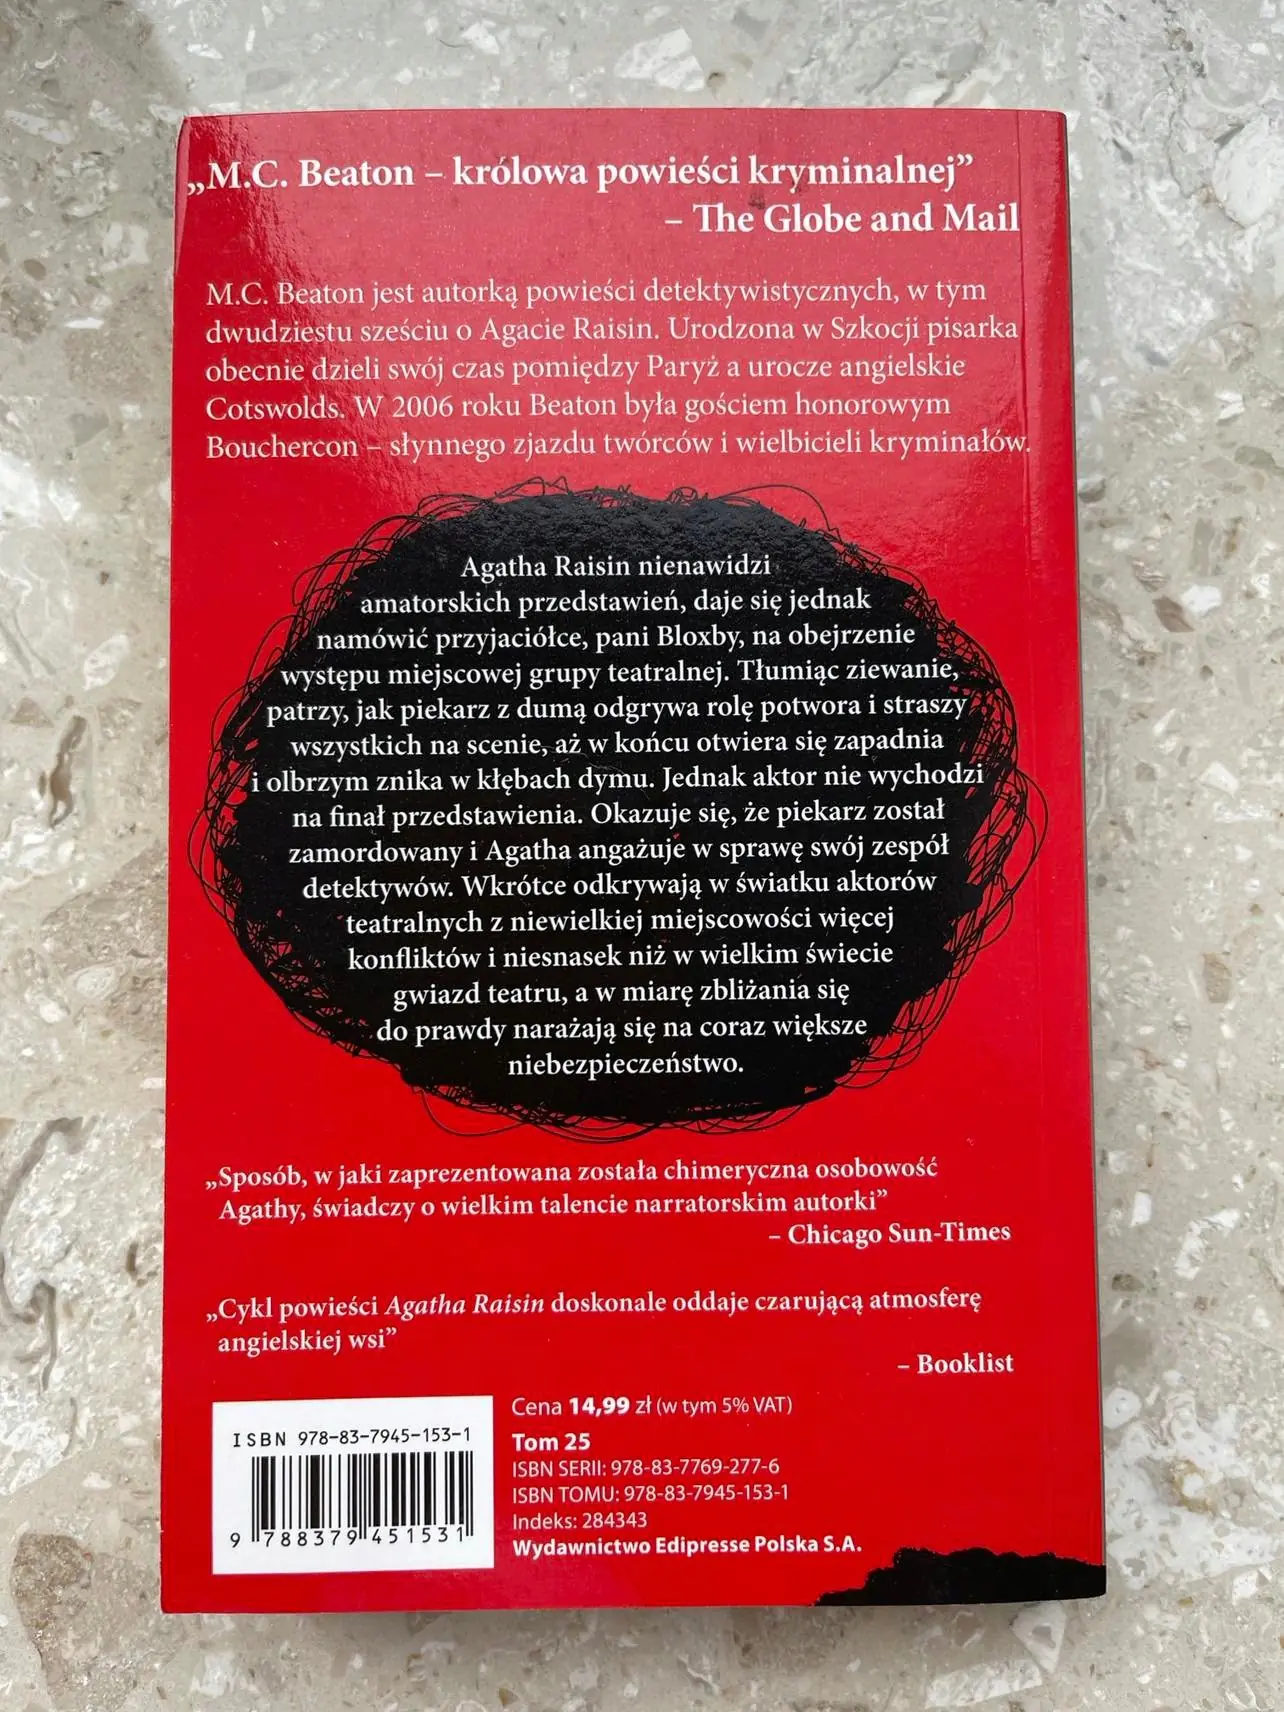 „M.C. Beaton – królowa powieści kryminalnej”
– The Globe and Mail
M.C. Beaton jest autorką powieści detektywistycznych, w tym
dwudziestu sześciu o Agacie Raisin. Urodzona w Szkocji pisarka
obecnie dzieli swój czas pomiędzy Paryż a urocze angielskie
Cotswolds. W 2006 roku Beaton była gościem honorowym
Bouchercon – słynnego zjazdu twórców i wielbicieli kryminałów.
Agatha Raisin nienawidzi
amatorskich przedstawień, daje się jednak
namówić przyjaciółce, pani Bloxby, na obejrzenie
występu miejscowej grupy teatralnej. Tłumiąc ziewanie,
patrzy, jak piekarz z dumą odgrywa rolę potwora i straszy
wszystkich na scenie, aż w końcu otwiera się zapadnia
i olbrzym znika w kłębach dymu. Jednak aktor nie wychodzi
na finał przedstawienia. Okazuje się, że piekarz został
zamordowany i Agatha angażuje w sprawę swój zespół
detektywów. Wkrótce odkrywają w światku aktorów
teatralnych z niewielkiej miejscowości więcej
konfliktów i niesnasek niż w wielkim świecie
gwiazd teatru, a w miarę zbliżania się
do prawdy narażają się na coraz większe
niebezpieczeństwo.
„Sposób, w jaki zaprezentowana została chimeryczna osobowość
Agathy, świadczy o wielkim talencie narratorskim autorki”
– Chicago Sun-Times
„Cykl powieści Agatha Raisin doskonale oddaje czarującą atmosferę
angielskiej wsi”
– Booklist
ISBN 978-83-7945-153-1
9 788379 451531
Cena 14,99 zł (w tym 5% VAT)
Tom 25
ISBN SERII: 978-83-7769-277-6
ISBN TOMU: 978-83-7945-153-1
Indeks: 284343
Wydawnictwo Edipresse Polska S.A.